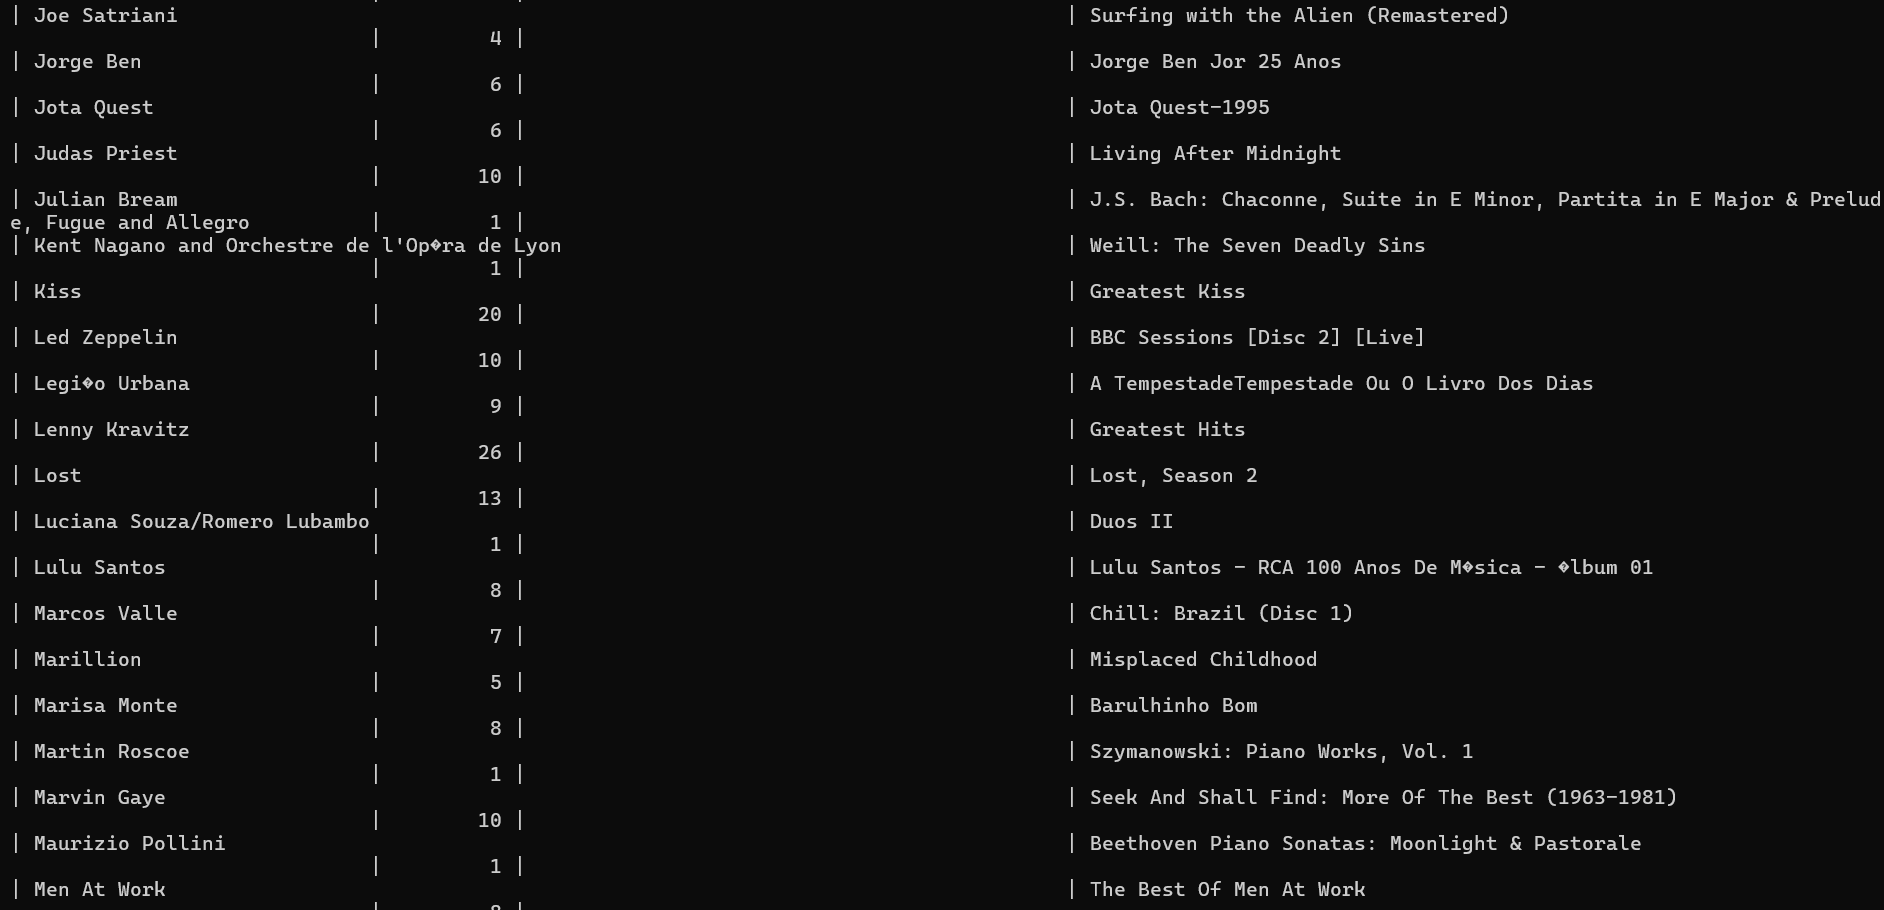 | Joe Satriani | Surfing with the Alien (Remastered)
| 4 |
| Jorge Ben | Jorge Ben Jor 25 Anos
| 6 |
| Jota Quest | Jota Quest-1995
| 6 |
| Judas Priest | Living After Midnight
| 10 |
| Julian Bream | J.S. Bach: Chaconne, Suite in E Minor, Partita in E Major & Prelud
e, Fugue and Allegro | 1 |
| Kent Nagano and Orchestre de l'Op�ra de Lyon | Weill: The Seven Deadly Sins
| 1 |
| Kiss | Greatest Kiss
| 20 |
| Led Zeppelin | BBC Sessions [Disc 2] [Live]
| 10 |
| Legi�o Urbana | A TempestadeTempestade Ou O Livro Dos Dias
| 9 |
| Lenny Kravitz | Greatest Hits
| 26 |
| Lost | Lost, Season 2
| 13 |
| Luciana Souza/Romero Lubambo | Duos II
| 1 |
| Lulu Santos | Lulu Santos - RCA 100 Anos De M�sica - �lbum 01
| 8 |
| Marcos Valle | Chill: Brazil (Disc 1)
| 7 |
| Marillion | Misplaced Childhood
| 5 |
| Marisa Monte | Barulhinho Bom
| 8 |
| Martin Roscoe | Szymanowski: Piano Works, Vol. 1
| 1 |
| Marvin Gaye | Seek And Shall Find: More Of The Best (1963-1981)
| 10 |
| Maurizio Pollini | Beethoven Piano Sonatas: Moonlight & Pastorale
| 1 |
| Men At Work | The Best Of Men At Work